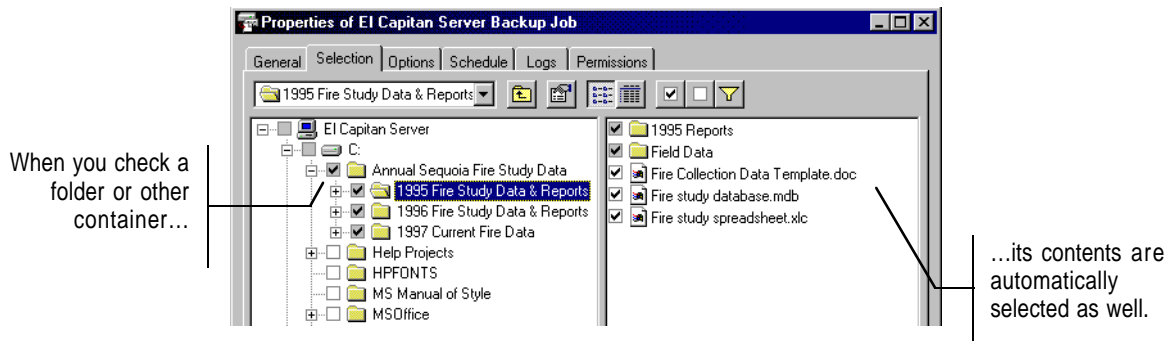 Properties of El Capitan Server Backup Job
General Selection Options Schedule Logs Permissions
1995 Fire Study Data & Reports
El Capitan Server
C:
Annual Sequoia Fire Study Data
1995 Fire Study Data & Reports
1996 Fire Study Data & Reports
1997 Current Fire Data
Help Projects
HPFONTS
MS Manual of Style
MSOffice
1995 Reports
Field Data
Fire Collection Data Template.doc
Fire study database.mdb
Fire study spreadsheet.xlc
When you check a
folder or other
container…
…its contents are
automatically
selected as well.